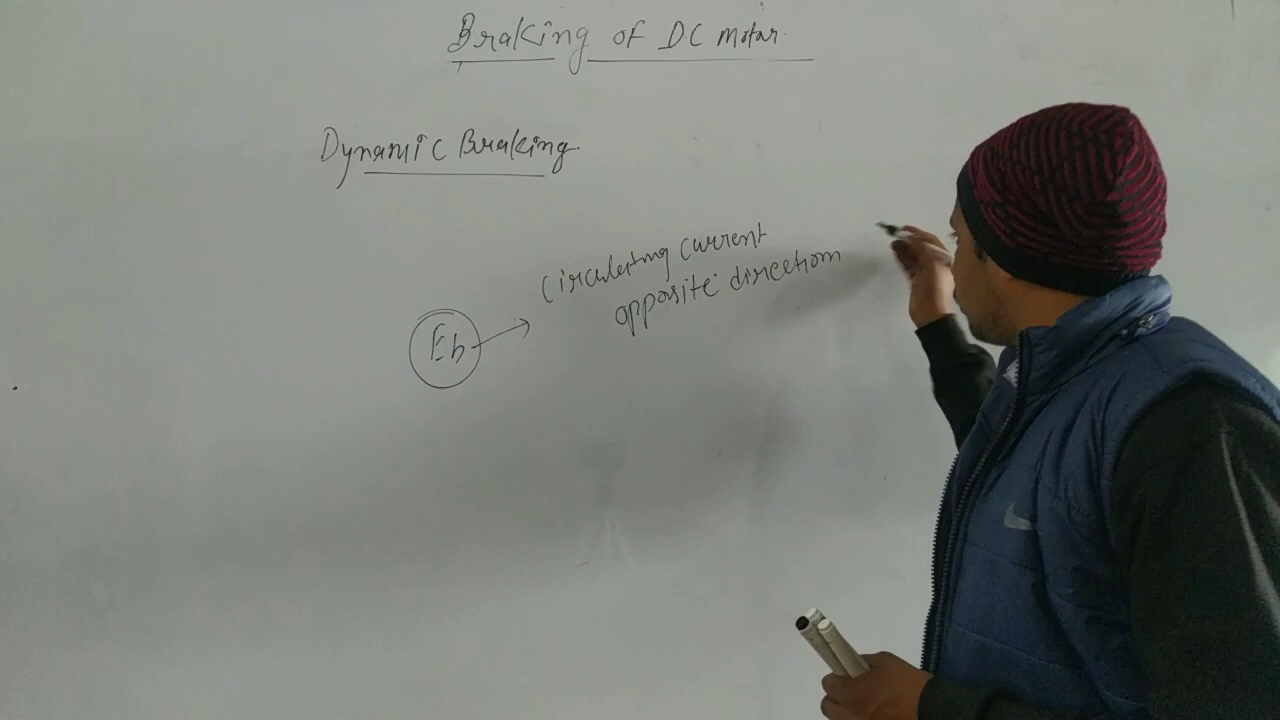 Braking of DC Motor
Dynamic Braking.
Circulating current
opposite direction
Eb